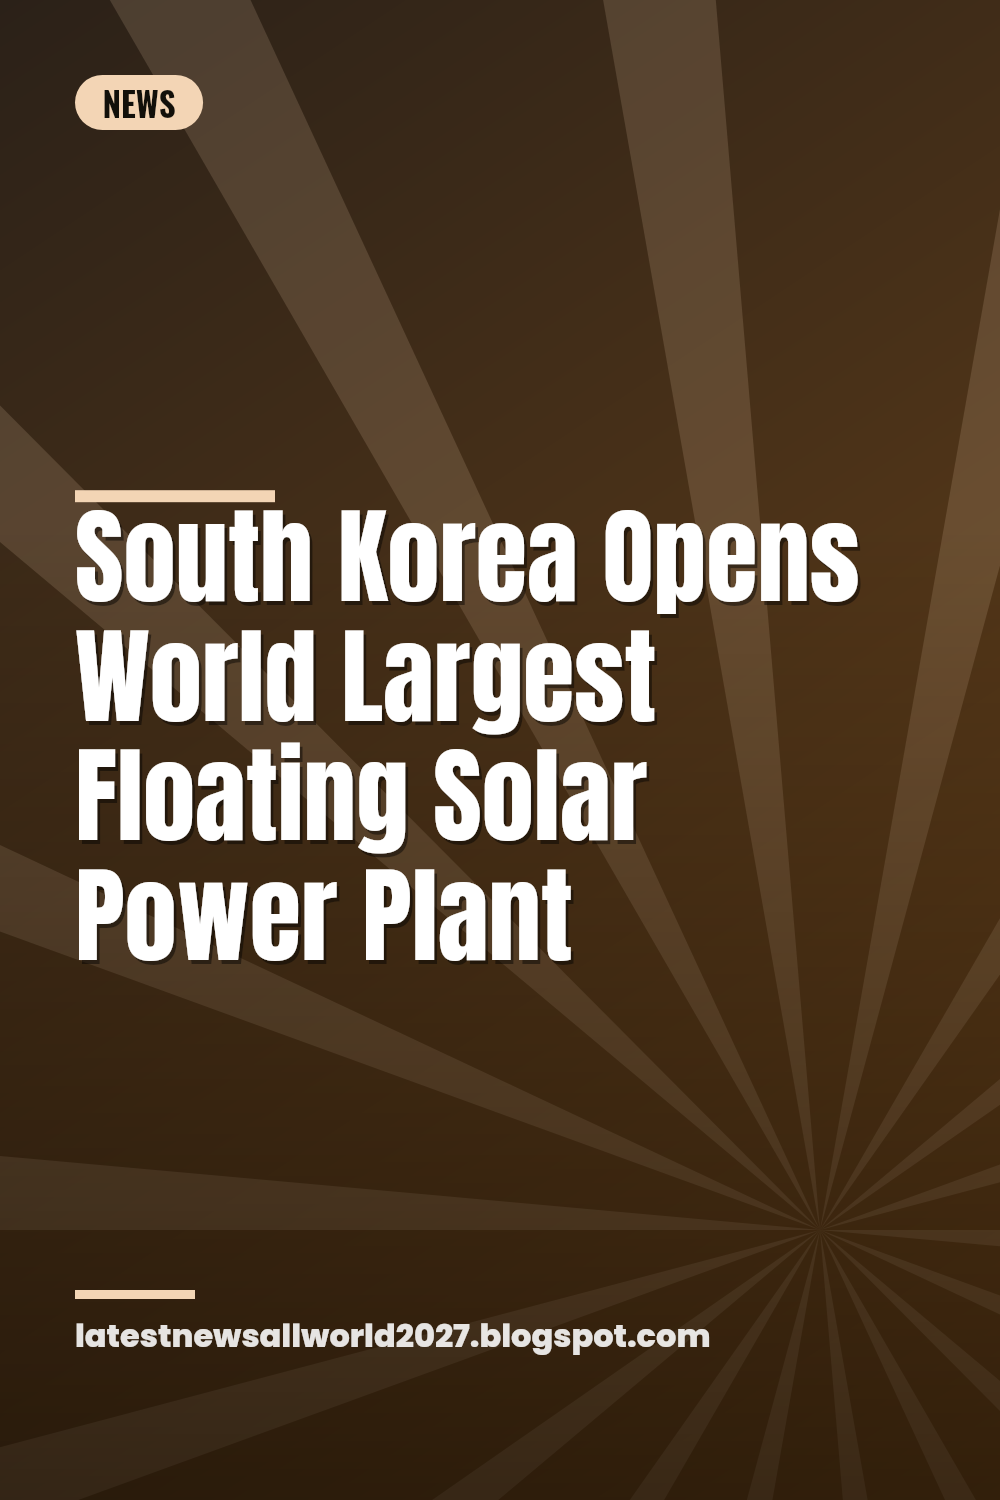 NEWS
South Korea Opens
World Largest
Floating Solar
Power Plant
latestnewsallworld2027.blogspot.com